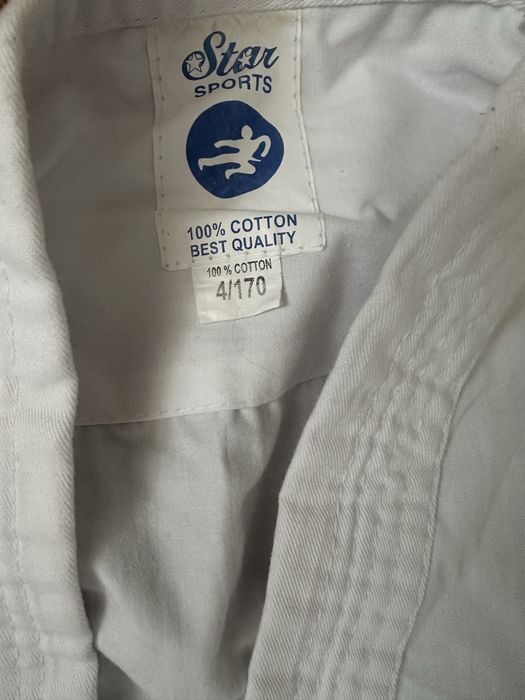 Star
SPORTS
100% COTTON
BEST QUALITY
100 % COTTON
4/170